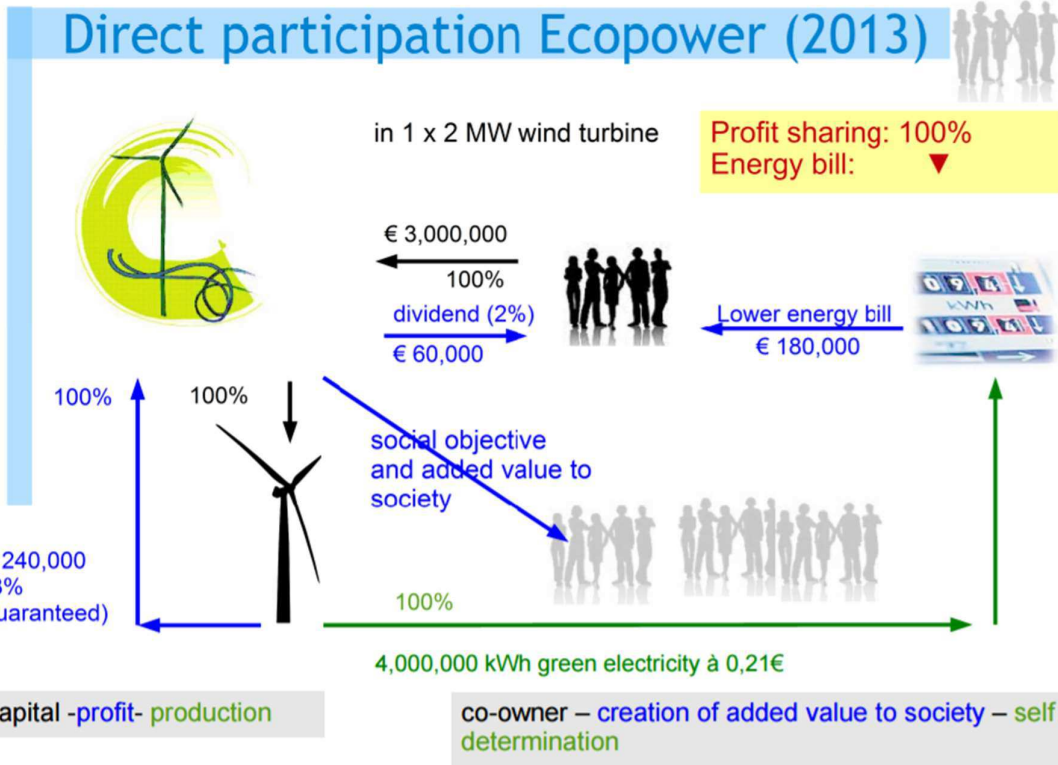 Direct participation Ecopower (2013)
in 1 x 2 MW wind turbine
Profit sharing: 100%
Energy bill: ▼
€ 3,000,000
100%
dividend (2%)
€ 60,000
Lower energy bill
€ 180,000
kWh
100%
100%
social objective
and added value to
society
240,000
%
uaranteed)
100%
4,000,000 kWh green electricity à 0,21€
apital -profit- production
co-owner – creation of added value to society – self
determination